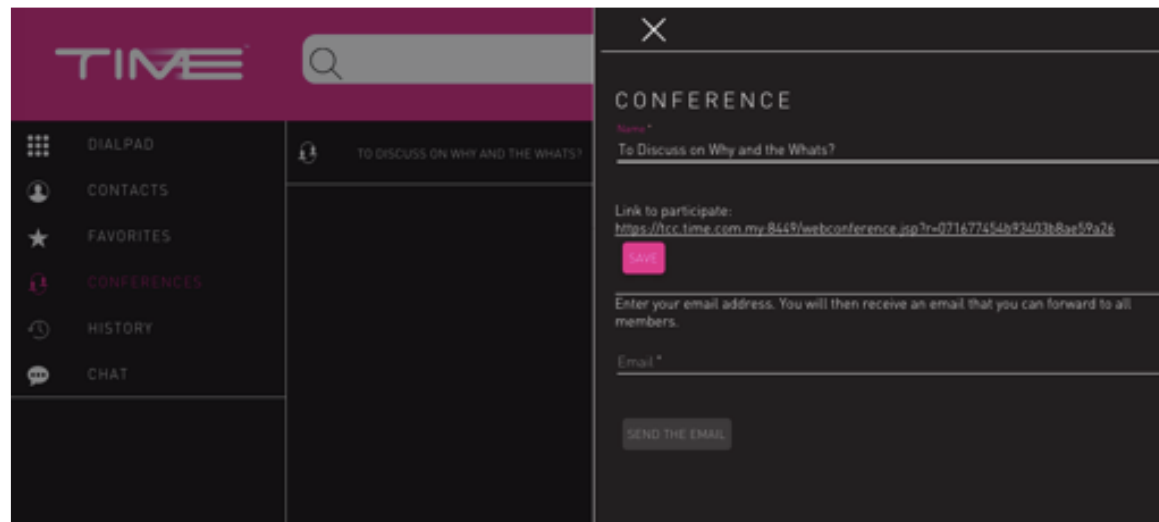 TIME
DIALPAD
CONTACTS
FAVORITES
CONFERENCES
HISTORY
CHAT
TO DISCUSS ON WHY AND THE WHATS?
CONFERENCE
Name *
To Discuss on Why and the Whats?
Link to participate:
https://tcc.time.com.my:8449/webconference.jsp?r=071677454b93403b8ae59a26
SAVE
Enter your email address. You will then receive an email that you can forward to all
members.
Email *
SEND THE EMAIL